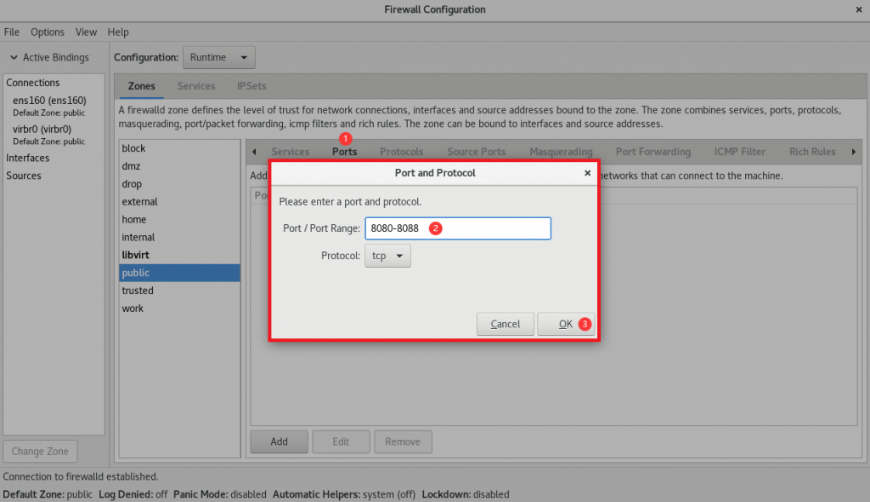 Firewall Configuration ×
File Options View Help
Active Bindings
Configuration: Runtime
Connections
ens160 (ens160)
Default Zone: public
virbr0 (virbr0)
Default Zone: public
Interfaces
Sources
Change Zone
Zones Services IPSets
A firewalld zone defines the level of trust for network connections, interfaces and source addresses bound to the zone. The zone combines services, ports, protocols,
masquerading, port/packet forwarding, icmp filters and rich rules. The zone can be bound to interfaces and source addresses.
block
dmz
drop
external
home
internal
libvirt
public
trusted
work
1
Services Ports Protocols Source Ports Masquerading Port Forwarding ICMP Filter Rich Rules
Add
networks that can connect to the machine.
Po
Port and Protocol ×
Please enter a port and protocol.
Port / Port Range: 8080-8088 2
Protocol: tcp
Cancel OK 3
Add Edit Remove
Connection to firewalld established.
Default Zone: public Log Denied: off Panic Mode: disabled Automatic Helpers: system (off) Lockdown: disabled